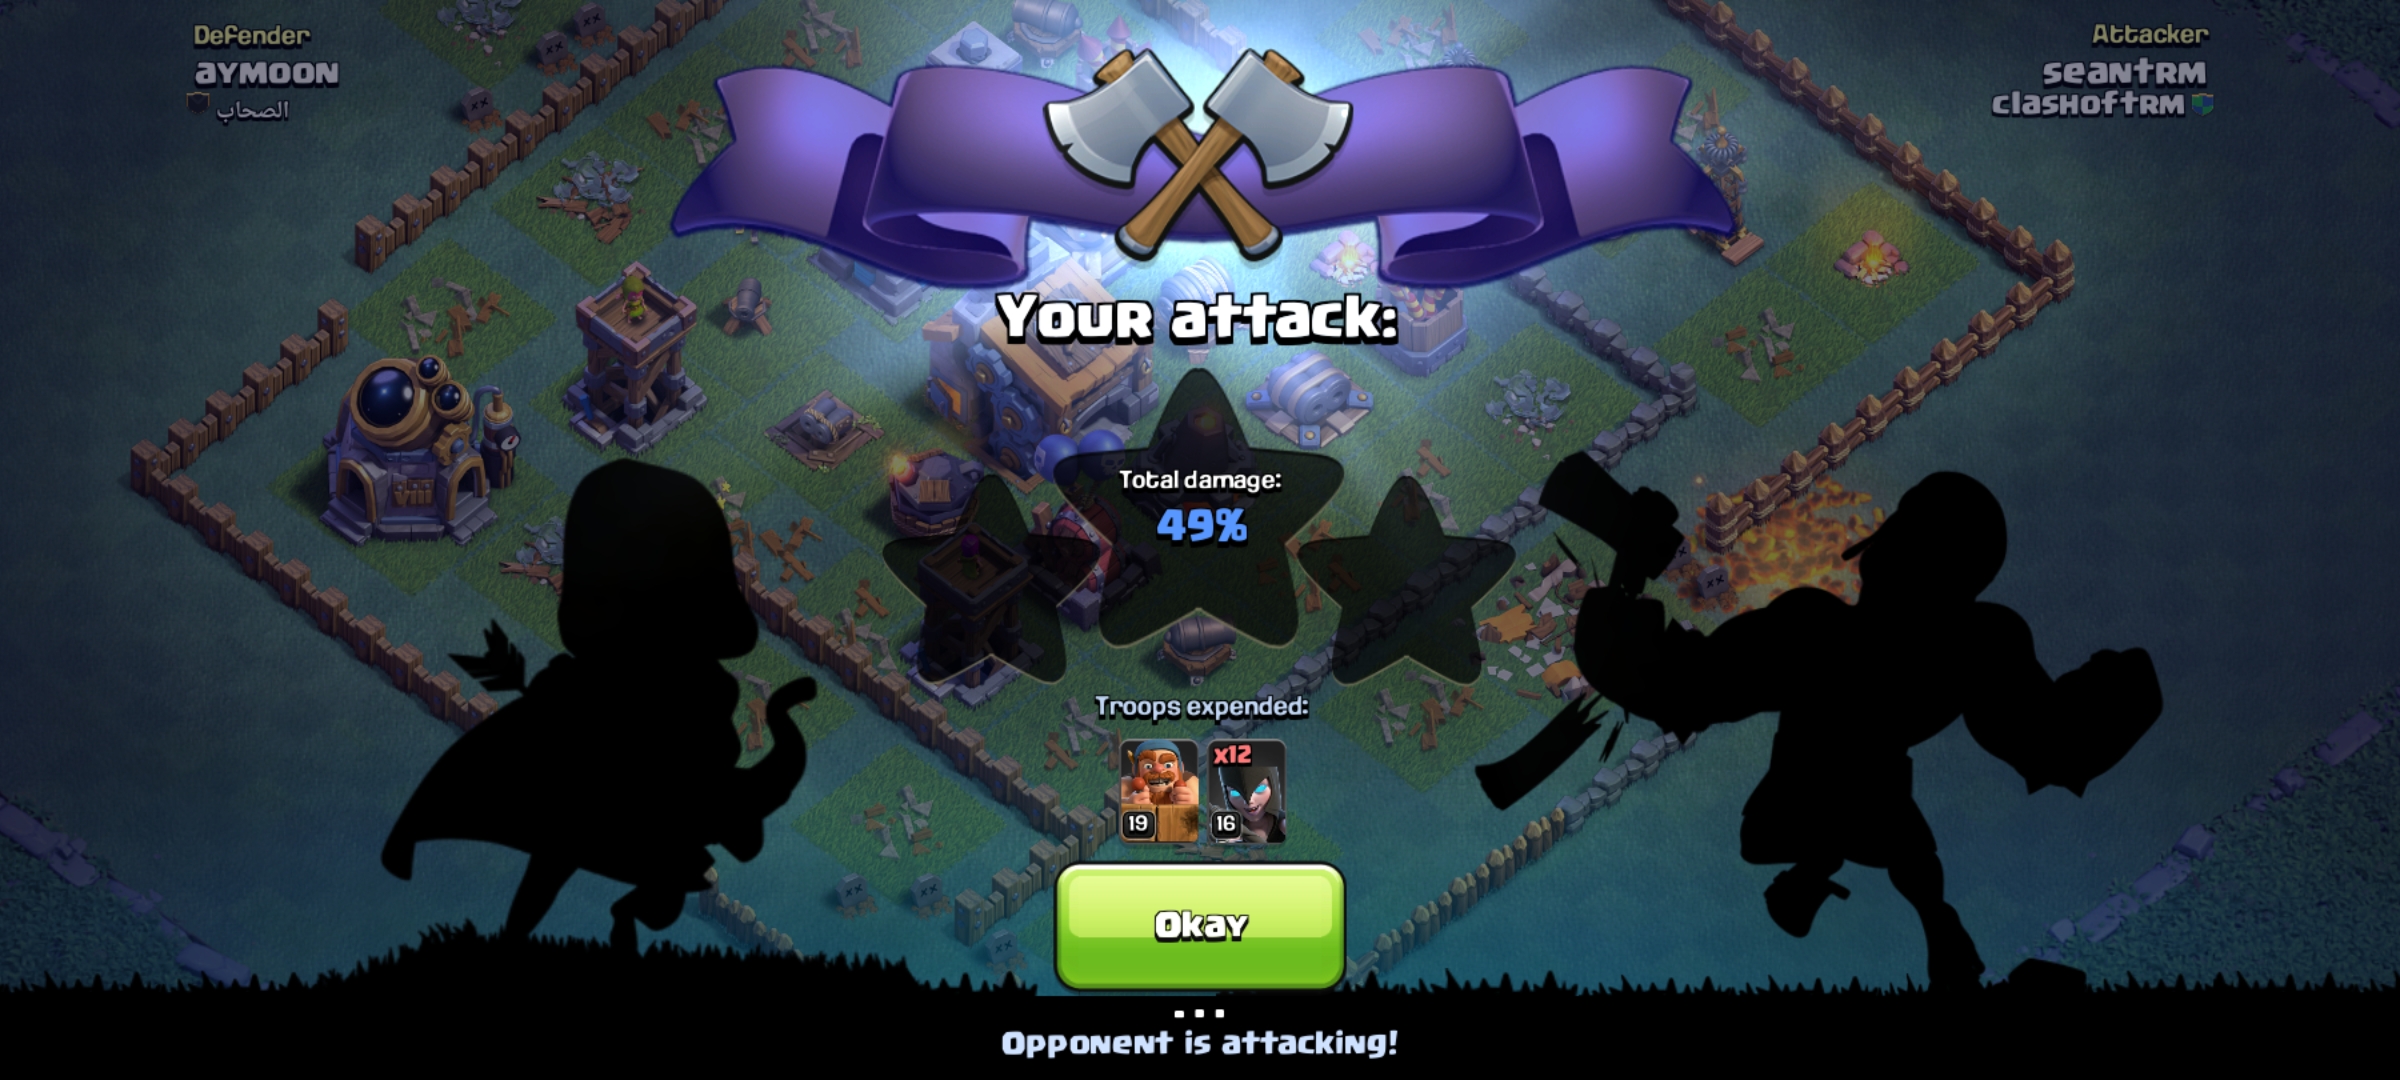 Defender
aymoon
الصحاب
Attacker
seantrm
clashoftrm
Your attack:
Total damage:
49%
Troops expended:
x12
19
16
Okay
...
Opponent is attacking!